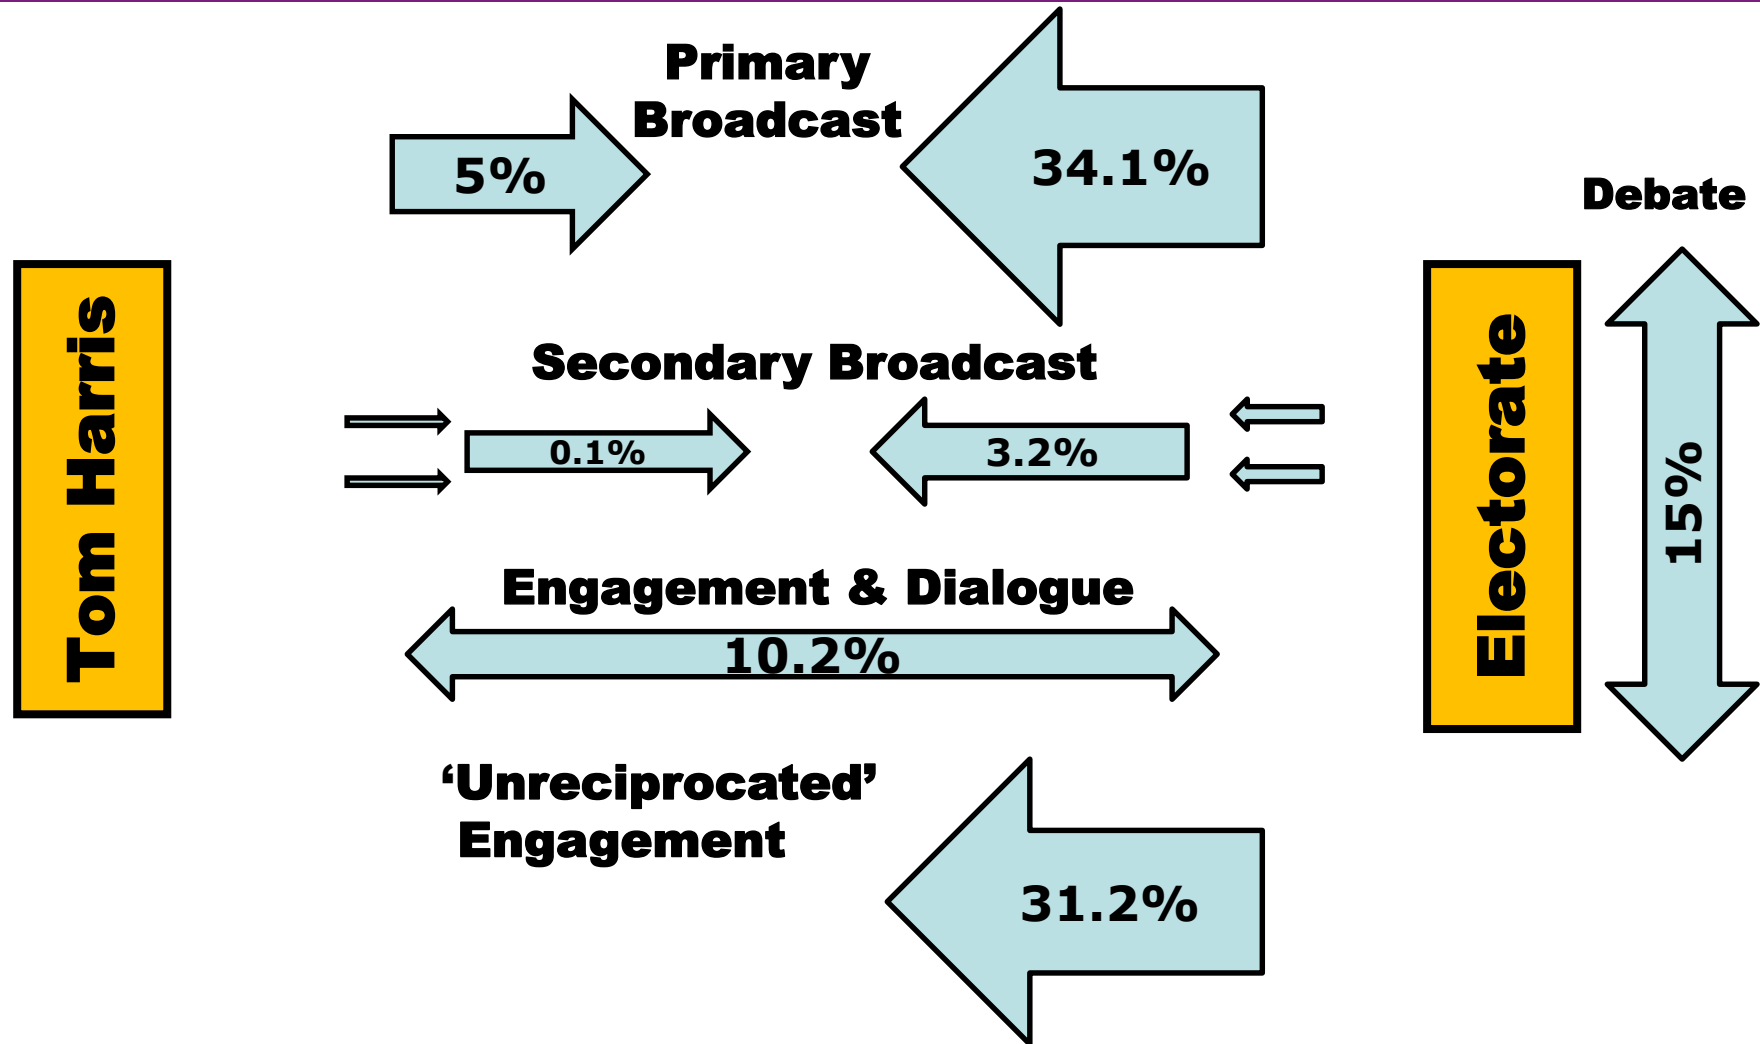 Primary
Broadcast
5%
34.1%
Debate
Tom Harris
Secondary Broadcast
0.1%
3.2%
Electorate
15%
Engagement & Dialogue
10.2%
‘Unreciprocated’
Engagement
31.2%